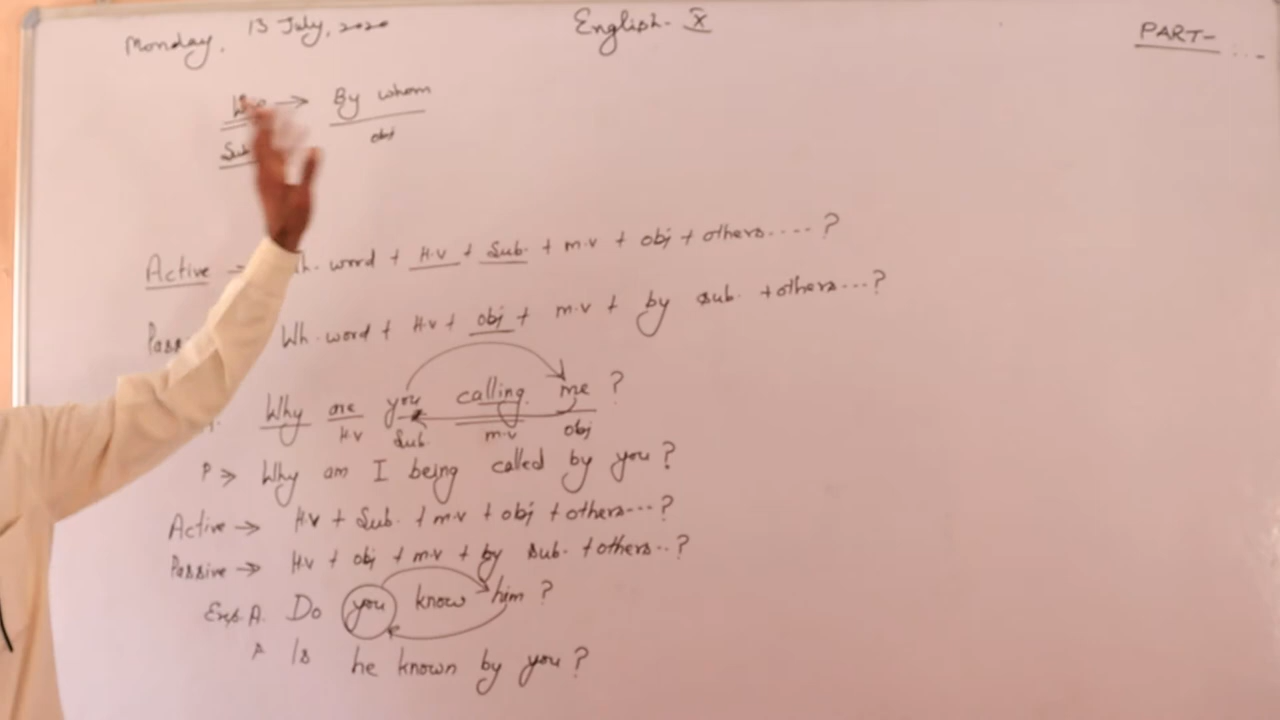 Monday, 13 July, 2020 English- X PART-
→ By whom
Sub obj
Active → Wh. word + H.V + Sub. + m.v + obj + others.....?
Pass Wh.word + H.V + obj + m.v + by sub. + others...?
Why are you calling me ?
H.V Sub. m.v obj
P → Why am I being called by you ?
Active → H.V + Sub. + m.v + obj + others...?
Passive → H.V + obj + m.v + by sub. + others..?
Exp. A. Do you know him ?
P Is he known by you ?